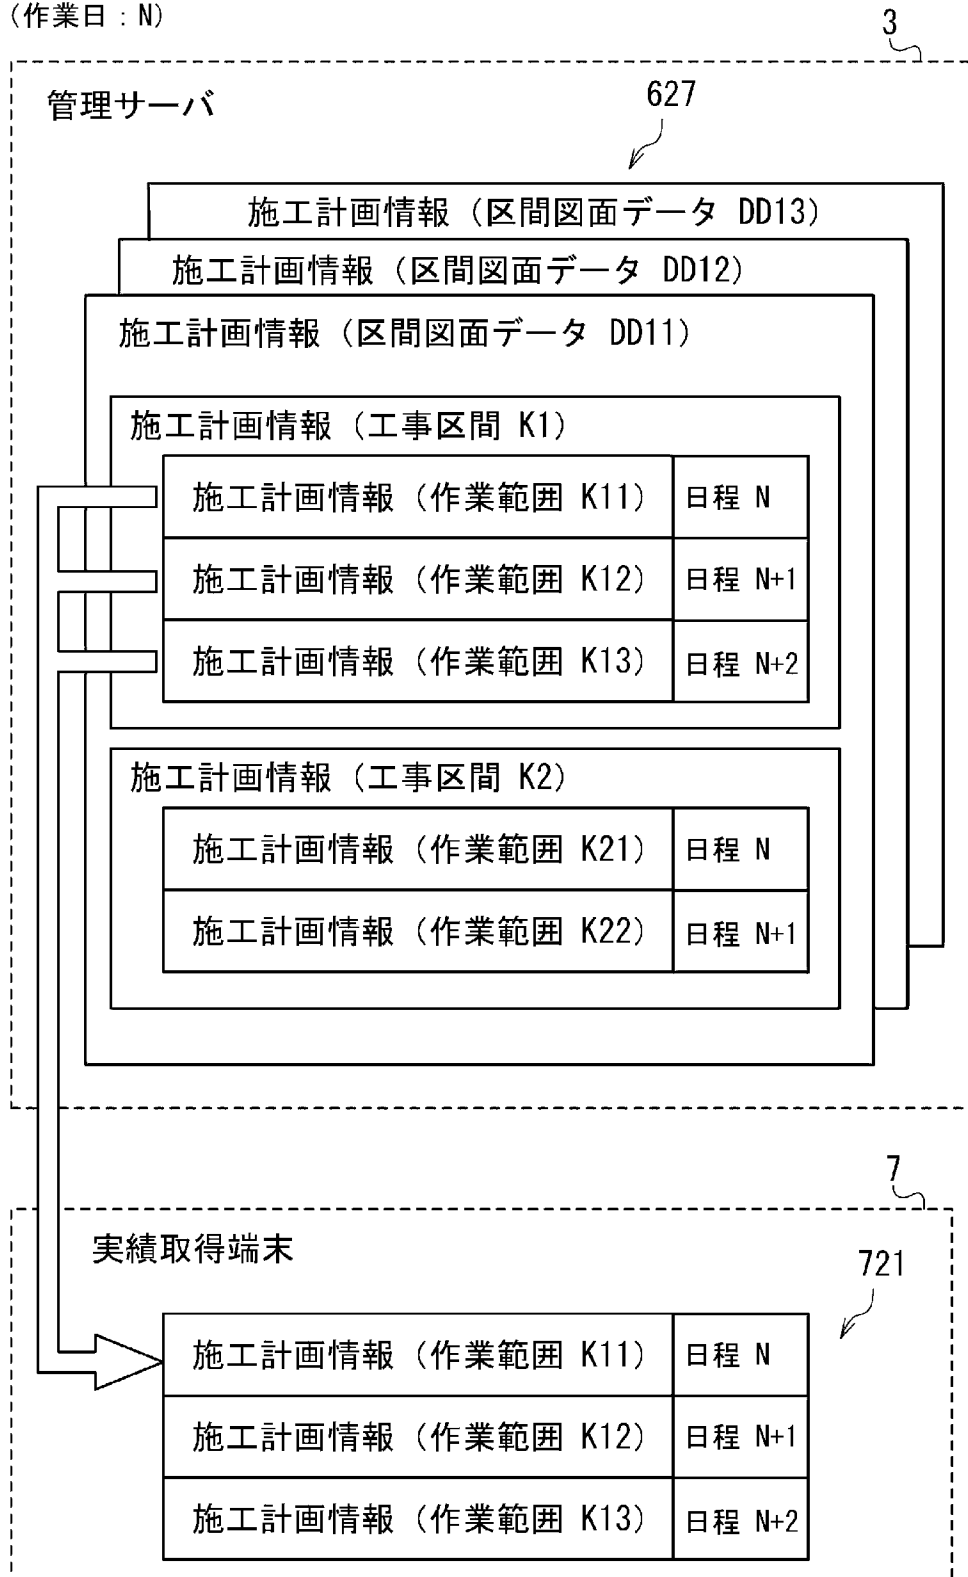 (作業日：N)
3
管理サーバ
627
施工計画情報（区間図面データ DD13）
施工計画情報（区間図面データ DD12）
施工計画情報（区間図面データ DD11）
施工計画情報（工事区間 K1）
施工計画情報（作業範囲 K11） 日程 N
施工計画情報（作業範囲 K12） 日程 N+1
施工計画情報（作業範囲 K13） 日程 N+2
施工計画情報（工事区間 K2）
施工計画情報（作業範囲 K21） 日程 N
施工計画情報（作業範囲 K22） 日程 N+1
7
実績取得端末
721
施工計画情報（作業範囲 K11） 日程 N
施工計画情報（作業範囲 K12） 日程 N+1
施工計画情報（作業範囲 K13） 日程 N+2